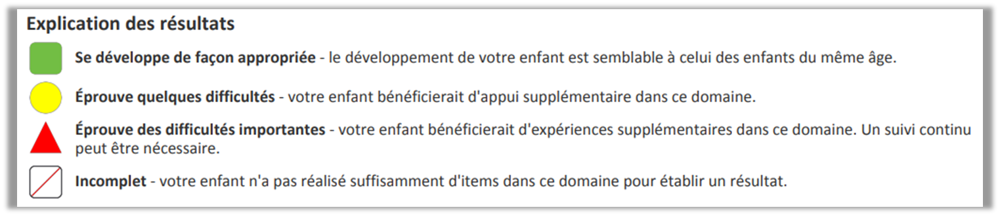 Explication des résultats
Se développe de façon appropriée - le développement de votre enfant est semblable à celui des enfants du même âge.
Éprouve quelques difficultés - votre enfant bénéficierait d'appui supplémentaire dans ce domaine.
Éprouve des difficultés importantes - votre enfant bénéficierait d'expériences supplémentaires dans ce domaine. Un suivi continu
peut être nécessaire.
Incomplet - votre enfant n'a pas réalisé suffisamment d'items dans ce domaine pour établir un résultat.